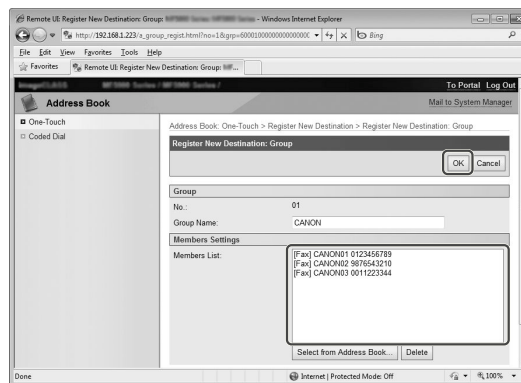 Remote UI: Register New Destination: Group: - Windows Internet Explorer
http://192.168.1.223/a_group_regist.html?no=1&grp=
Bing
File Edit View Favorites Tools Help
Favorites Remote UI: Register New Destination: Group: ...
To Portal Log Out
Address Book Mail to System Manager
One-Touch
Coded Dial
Address Book: One-Touch > Register New Destination > Register New Destination: Group
Register New Destination: Group
OK Cancel
Group
No.: 01
Group Name: CANON
Members Settings
Members List: [Fax] CANON01 0123456789
[Fax] CANON02 9876543210
[Fax] CANON03 0011223344
Select from Address Book... Delete
Done Internet | Protected Mode: Off 100%